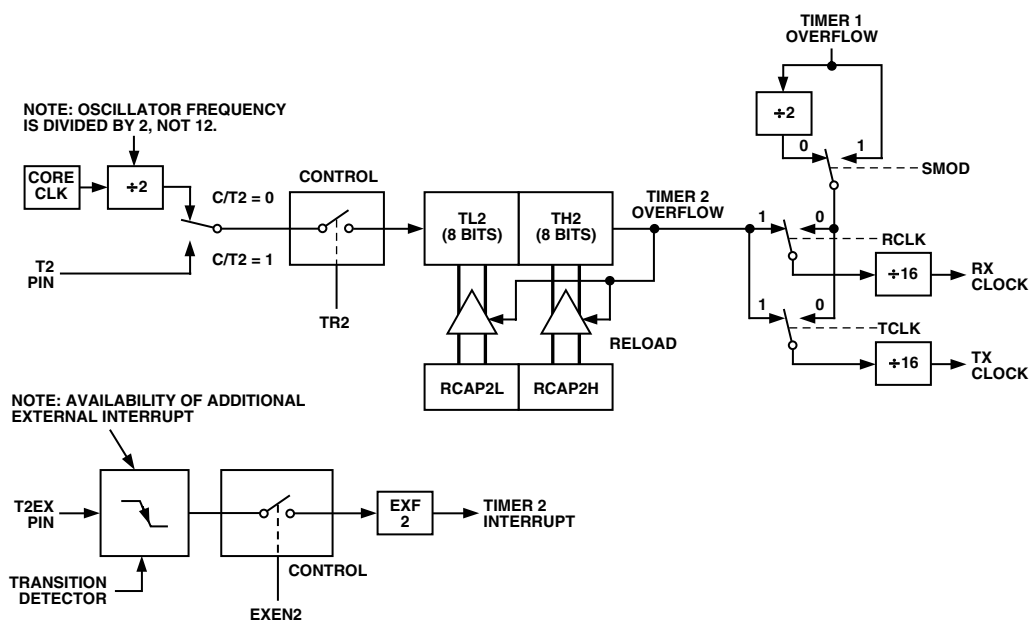 TIMER 1
OVERFLOW
÷2
0
1
SMOD
NOTE: OSCILLATOR FREQUENCY
IS DIVIDED BY 2, NOT 12.
CORE
CLK
÷2
C/T2 = 0
C/T2 = 1
T2
PIN
CONTROL
TR2
TL2
(8 BITS)
TH2
(8 BITS)
TIMER 2
OVERFLOW
RELOAD
RCAP2L
RCAP2H
1
0
RCLK
÷16
RX
CLOCK
1
0
TCLK
÷16
TX
CLOCK
NOTE: AVAILABILITY OF ADDITIONAL
EXTERNAL INTERRUPT
T2EX
PIN
TRANSITION
DETECTOR
CONTROL
EXEN2
EXF
2
TIMER 2
INTERRUPT